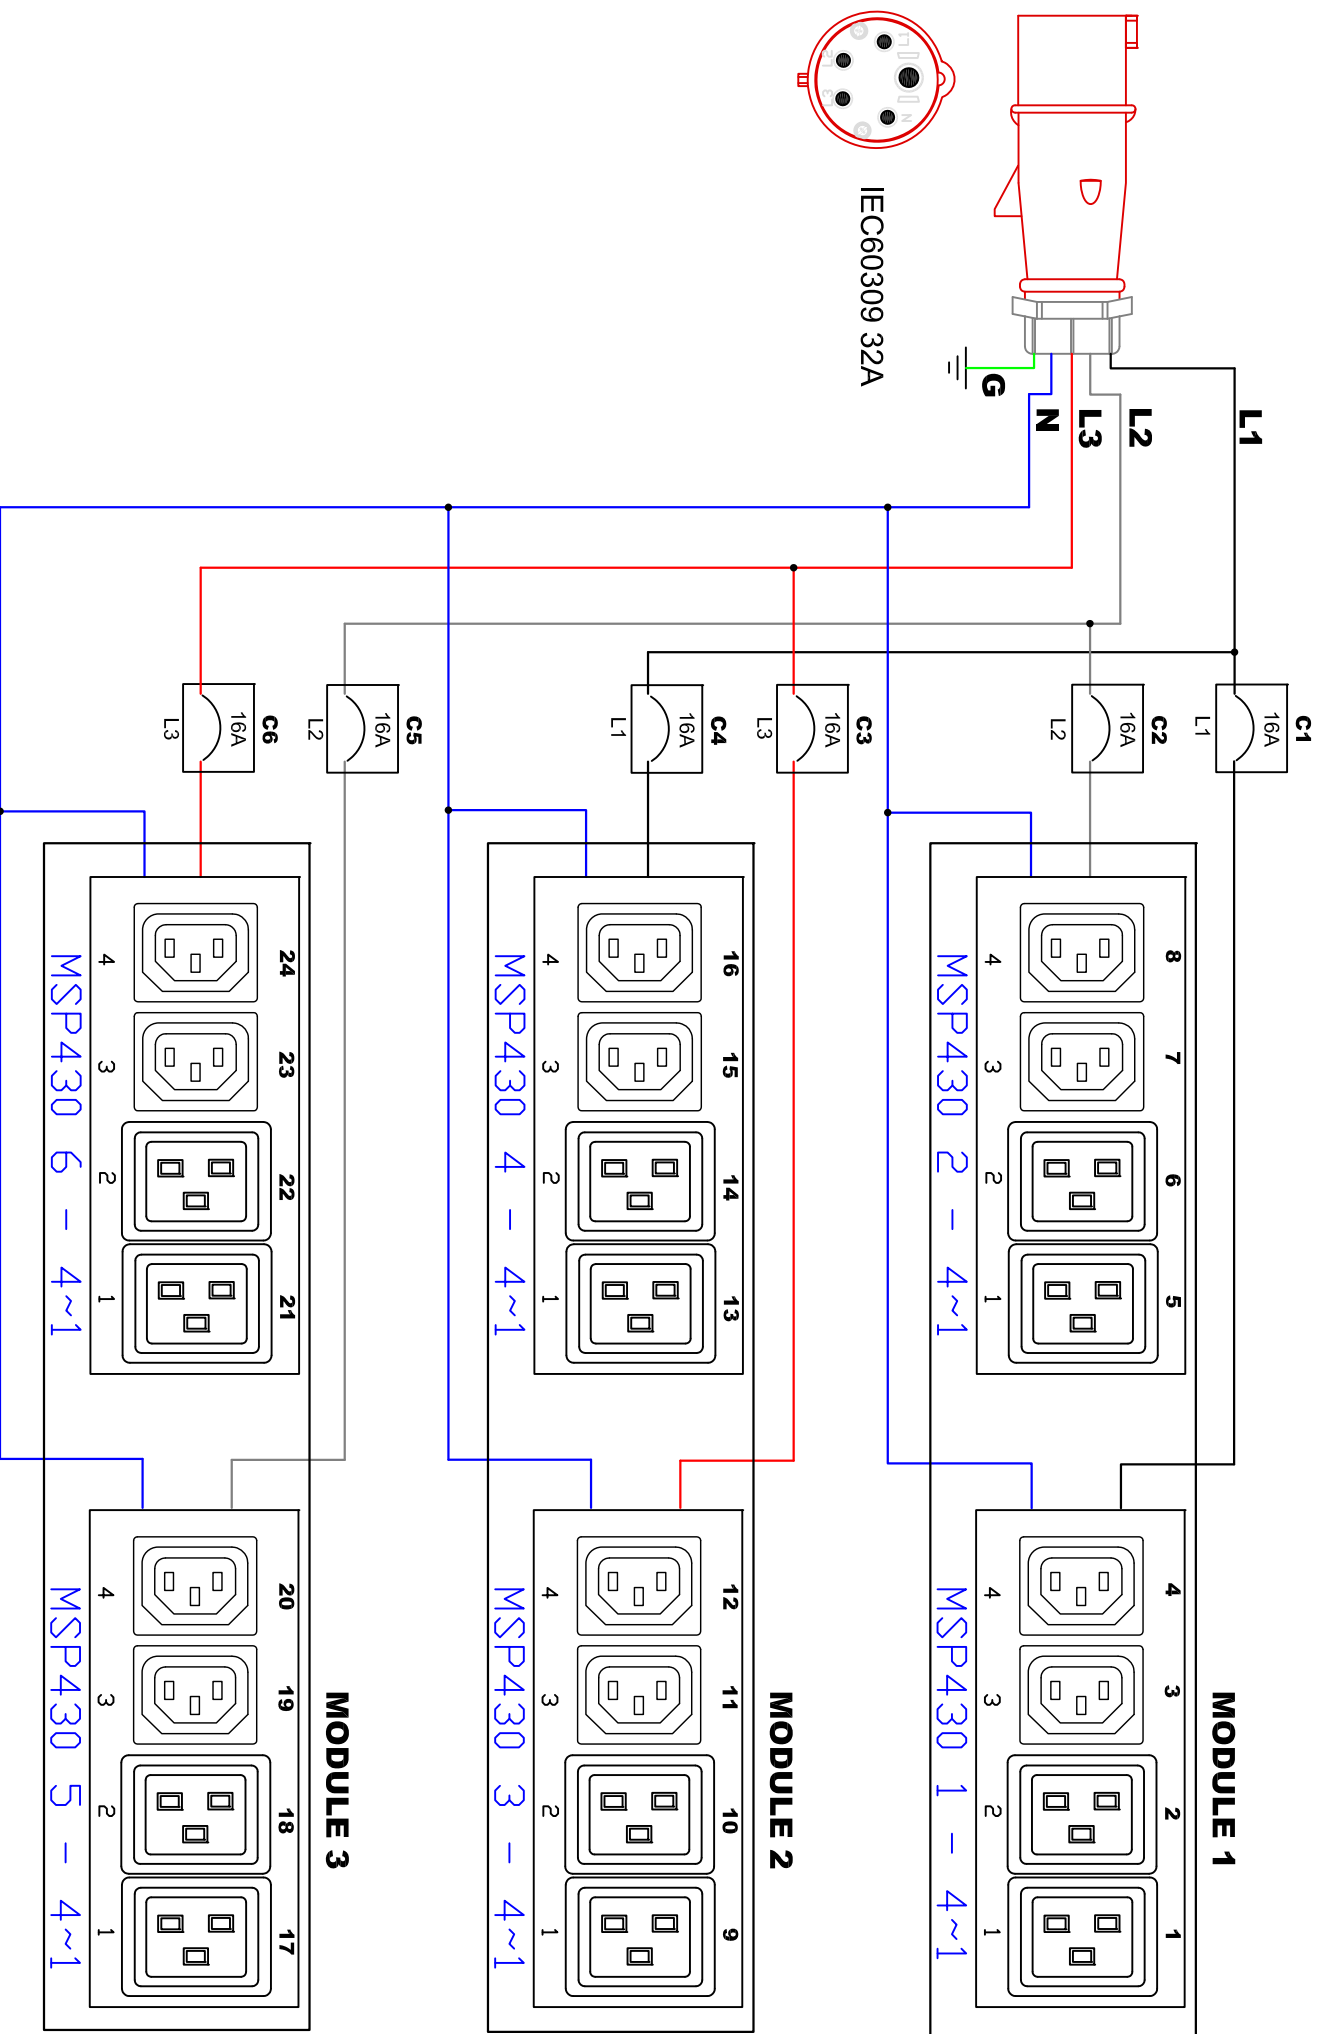 L1
L2
L3
N
IEC60309 32A
G
N
L3
L2
L1
C1
16A
L1
C2
16A
L2
C3
16A
L3
C4
16A
L1
C5
16A
L2
C6
16A
L3
MODULE 1
8
7
6
5
4
3
2
1
MSP430 2 - 4~1
4
3
2
1
4
3
2
1
MSP430 1 - 4~1
MODULE 2
16
15
14
13
4
3
2
1
MSP430 4 - 4~1
12
11
10
9
4
3
2
1
MSP430 3 - 4~1
MODULE 3
24
23
22
21
4
3
2
1
MSP430 6 - 4~1
20
19
18
17
4
3
2
1
MSP430 5 - 4~1